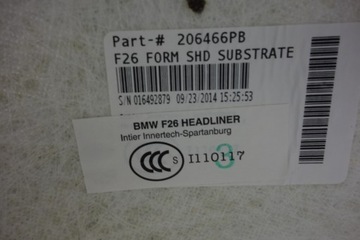 Part-# 206466PB
F26 FORM SHD SUBSTRATE
S/N 016492879 09/23/2014 15:25:53
BMW F26 HEADLINER
Intier Innertech-Spartanburg
CCC S I110117
3